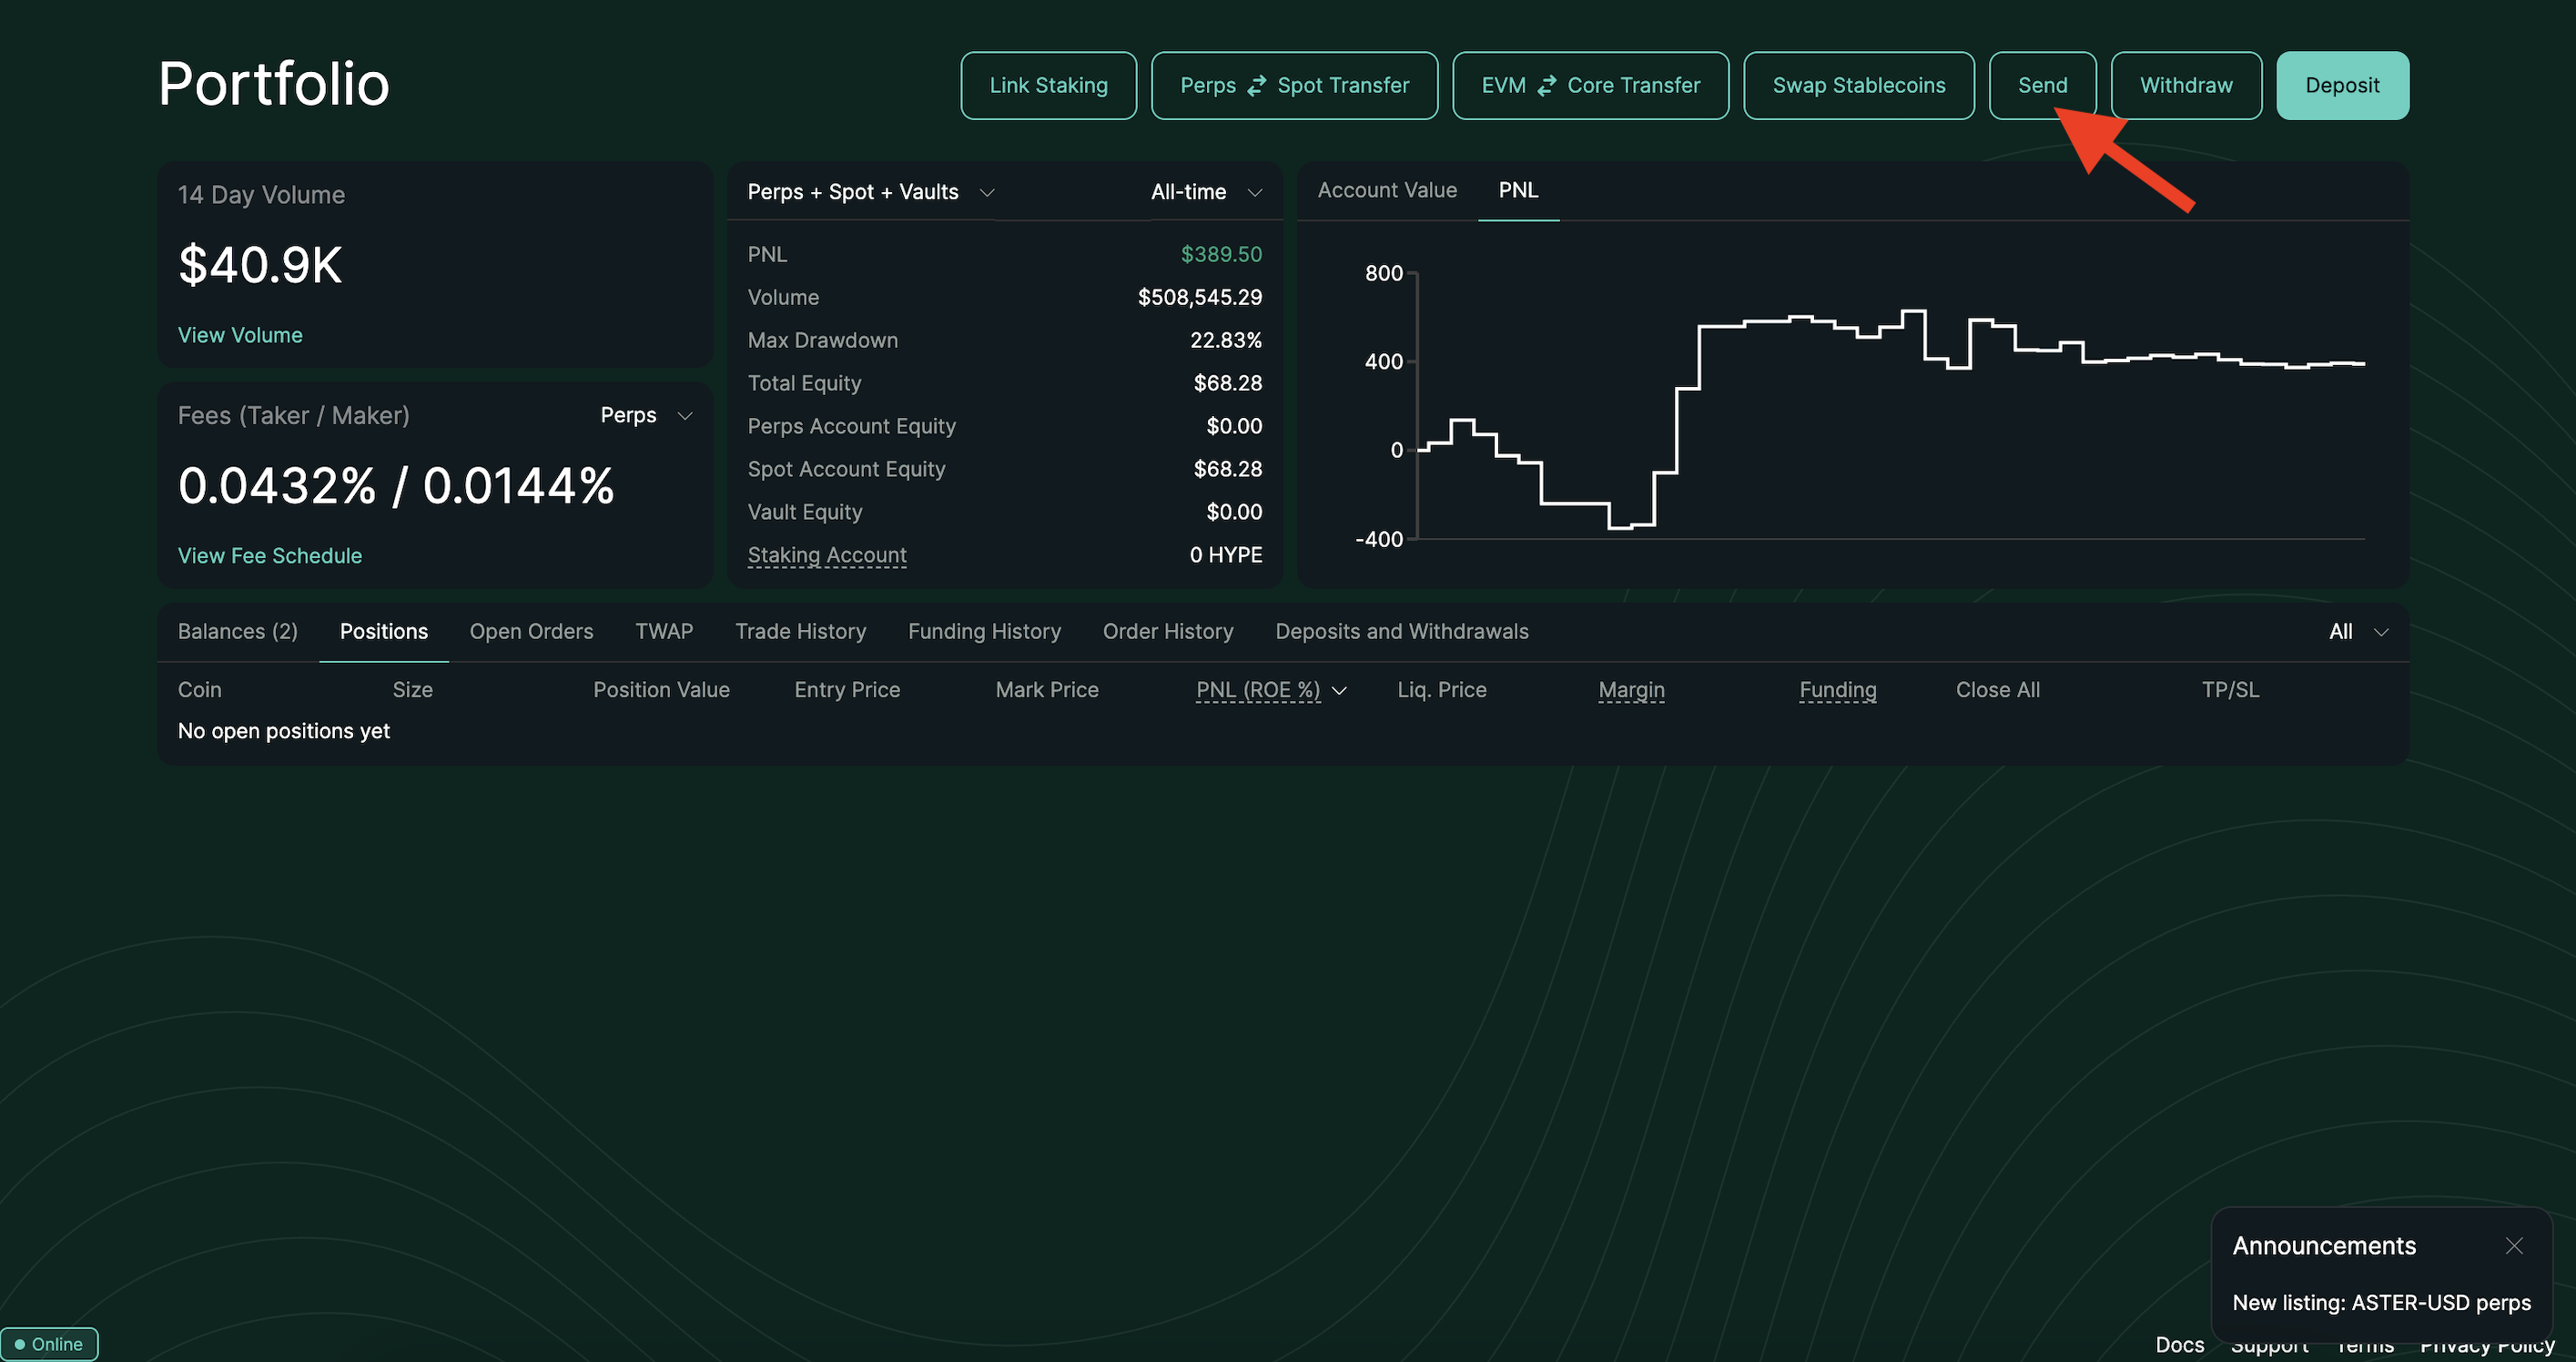 Portfolio
Link Staking
Perps ⇄ Spot Transfer
EVM ⇄ Core Transfer
Swap Stablecoins
Send
Withdraw
Deposit
14 Day Volume
$40.9K
View Volume
Fees (Taker / Maker)
Perps
0.0432% / 0.0144%
View Fee Schedule
Perps + Spot + Vaults
All-time
PNL $389.50
Volume $508,545.29
Max Drawdown 22.83%
Total Equity $68.28
Perps Account Equity $0.00
Spot Account Equity $68.28
Vault Equity $0.00
Staking Account 0 HYPE
Account Value PNL
800
400
0
-400
Balances (2) Positions Open Orders TWAP Trade History Funding History Order History Deposits and Withdrawals All
Coin Size Position Value Entry Price Mark Price PNL (ROE %) Liq. Price Margin Funding Close All TP/SL
No open positions yet
Announcements
New listing: ASTER-USD perps
Online
Docs Support Terms Privacy Policy